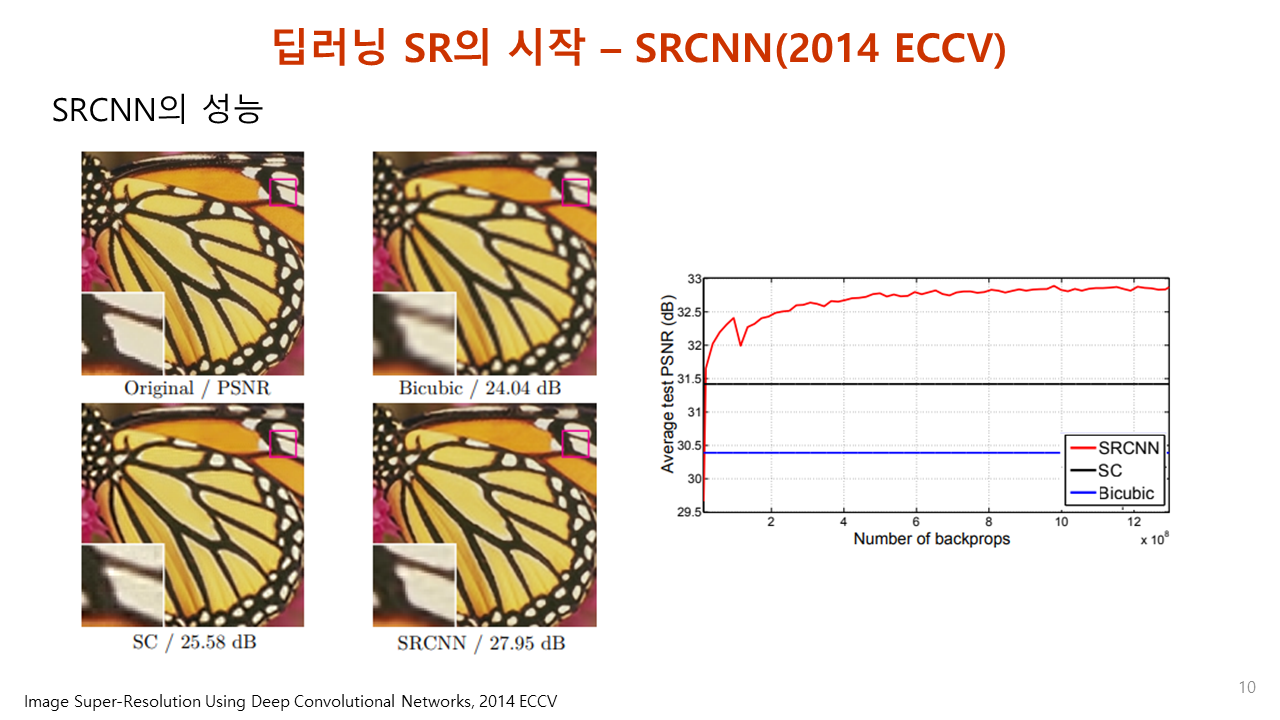 딥러닝 SR의 시작 – SRCNN(2014 ECCV)
SRCNN의 성능
Original / PSNR
Bicubic / 24.04 dB
SC / 25.58 dB
SRCNN / 27.95 dB
Average test PSNR (dB)
33
32.5
32
31.5
31
30.5
30
29.5
2 4 6 8 10 12
x 10⁸
Number of backprops
SRCNN
SC
Bicubic
Image Super-Resolution Using Deep Convolutional Networks, 2014 ECCV
10